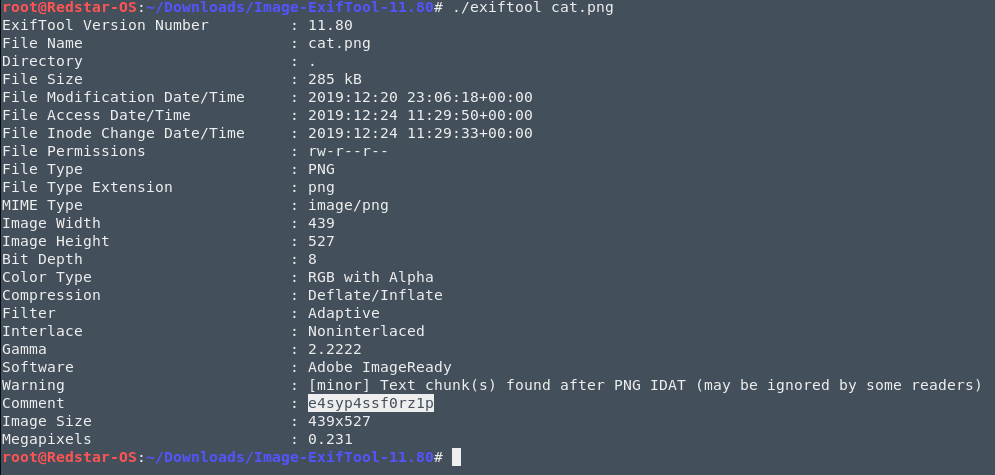 root@Redstar-OS:~/Downloads/Image-ExifTool-11.80# ./exiftool cat.png
ExifTool Version Number : 11.80
File Name : cat.png
Directory : .
File Size : 285 kB
File Modification Date/Time : 2019:12:20 23:06:18+00:00
File Access Date/Time : 2019:12:24 11:29:50+00:00
File Inode Change Date/Time : 2019:12:24 11:29:33+00:00
File Permissions : rw-r--r--
File Type : PNG
File Type Extension : png
MIME Type : image/png
Image Width : 439
Image Height : 527
Bit Depth : 8
Color Type : RGB with Alpha
Compression : Deflate/Inflate
Filter : Adaptive
Interlace : Noninterlaced
Gamma : 2.2222
Software : Adobe ImageReady
Warning : [minor] Text chunk(s) found after PNG IDAT (may be ignored by some readers)
Comment : e4syp4ssf0rz1p
Image Size : 439x527
Megapixels : 0.231
root@Redstar-OS:~/Downloads/Image-ExifTool-11.80#